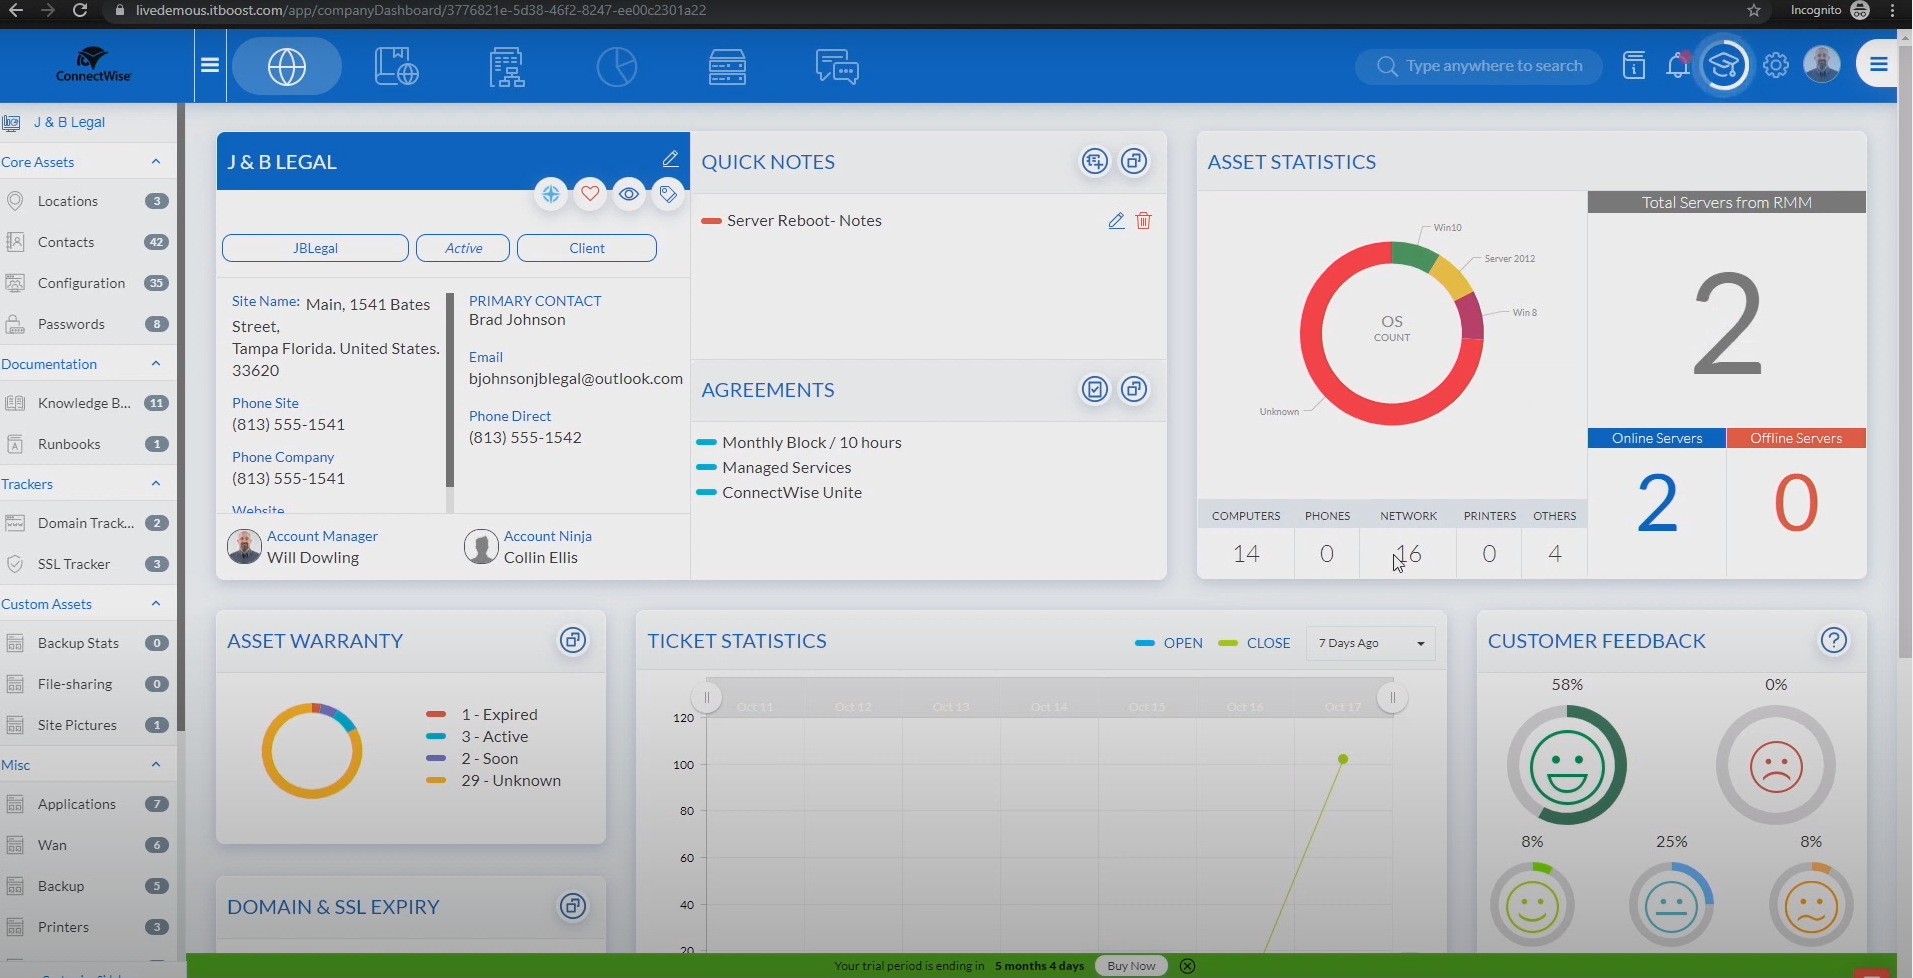 livedemous.itboost.com/app/companyDashboard/3776821e-5d38-46f2-8247-ee00c2301a22
Incognito
ConnectWise
Type anywhere to search
J & B Legal
Core Assets
Locations 3
Contacts 42
Configuration 35
Passwords 8
Documentation
Knowledge B... 11
Runbooks 1
Trackers
Domain Track... 2
SSL Tracker 3
Custom Assets
Backup Stats 0
File-sharing 0
Site Pictures 1
Misc
Applications 7
Wan 6
Backup 5
Printers 3
J & B LEGAL
JBLegal Active Client
Site Name: Main, 1541 Bates
Street,
Tampa Florida. United States.
33620
Phone Site
(813) 555-1541
Phone Company
(813) 555-1541
Website
PRIMARY CONTACT
Brad Johnson
Email
bjohnsonjblegal@outlook.com
Phone Direct
(813) 555-1542
Account Manager
Will Dowling
Account Ninja
Collin Ellis
QUICK NOTES
Server Reboot- Notes
AGREEMENTS
Monthly Block / 10 hours
Managed Services
ConnectWise Unite
ASSET STATISTICS
Win10
Server 2012
Win 8
Unknown
OS
COUNT
COMPUTERS PHONES NETWORK PRINTERS OTHERS
14 0 16 0 4
Total Servers from RMM
2
Online Servers Offline Servers
2 0
ASSET WARRANTY
1 - Expired
3 - Active
2 - Soon
29 - Unknown
DOMAIN & SSL EXPIRY
TICKET STATISTICS
OPEN CLOSE 7 Days Ago
Oct 11 Oct 12 Oct 13 Oct 14 Oct 15 Oct 16 Oct 17
120
100
80
60
40
20
CUSTOMER FEEDBACK
58% 0%
8% 25% 8%
Your trial period is ending in 5 months 4 days Buy Now